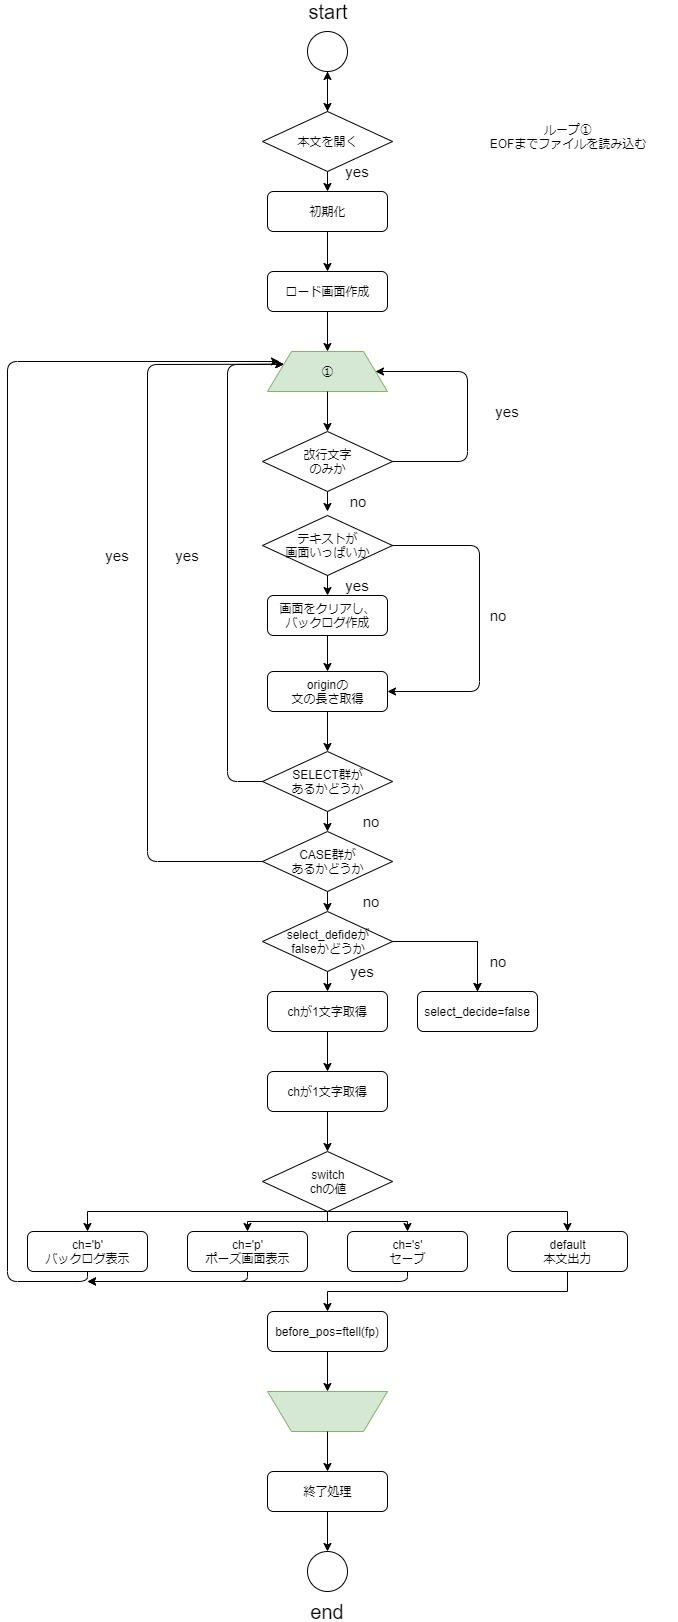 start
本文を開く
ループ①
EOFまでファイルを読み込む
yes
初期化
ロード画面作成
①
yes
改行文字
のみか
no
テキストが
画面いっぱいか
yes
yes
yes
画面をクリアし、
バックログ作成
no
originの
文の長さ取得
SELECT群が
あるかどうか
no
CASE群が
あるかどうか
no
select_defideが
falseかどうか
no
yes
chが1文字取得
select_decide=false
chが1文字取得
switch
chの値
ch='b'
バックログ表示
ch='p'
ポーズ画面表示
ch='s'
セーブ
default
本文出力
before_pos=ftell(fp)
終了処理
end